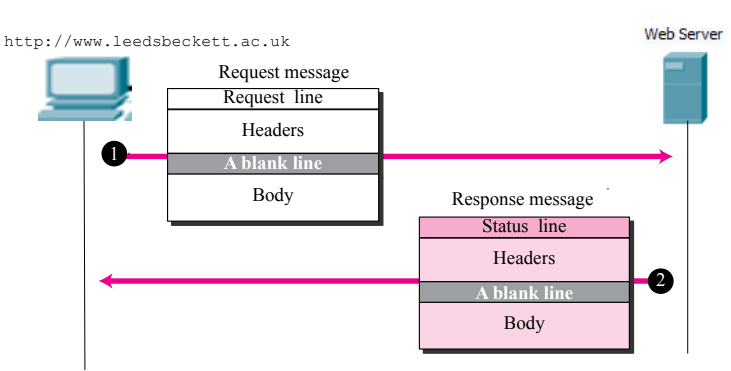 http://www.leedsbeckett.ac.uk
Web Server
Request message
Request line
Headers
A blank line
Body
1
Response message
Status line
Headers
A blank line
Body
2